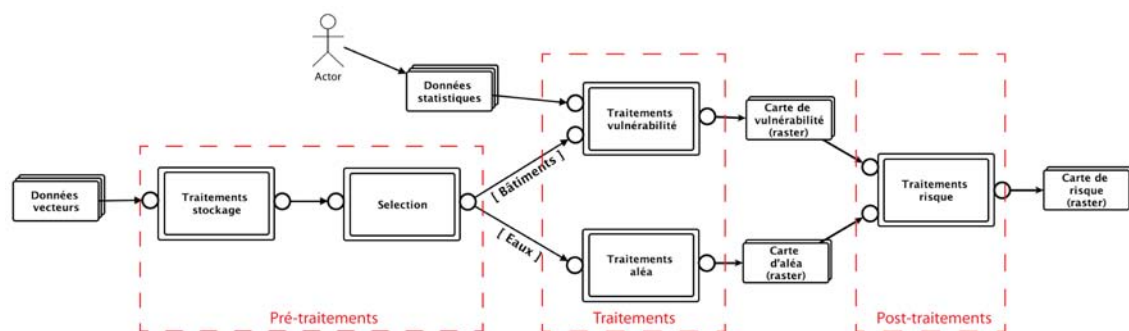 Actor
Données
statistiques
Traitements
vulnérabilité
Carte de
vulnérabilité
(raster)
Données
vecteurs
Traitements
stockage
Selection
[ Bâtiments ]
[ Eaux ]
Traitements
aléa
Carte
d'aléa
(raster)
Traitements
risque
Carte de
risque
(raster)
Pré-traitements
Traitements
Post-traitements